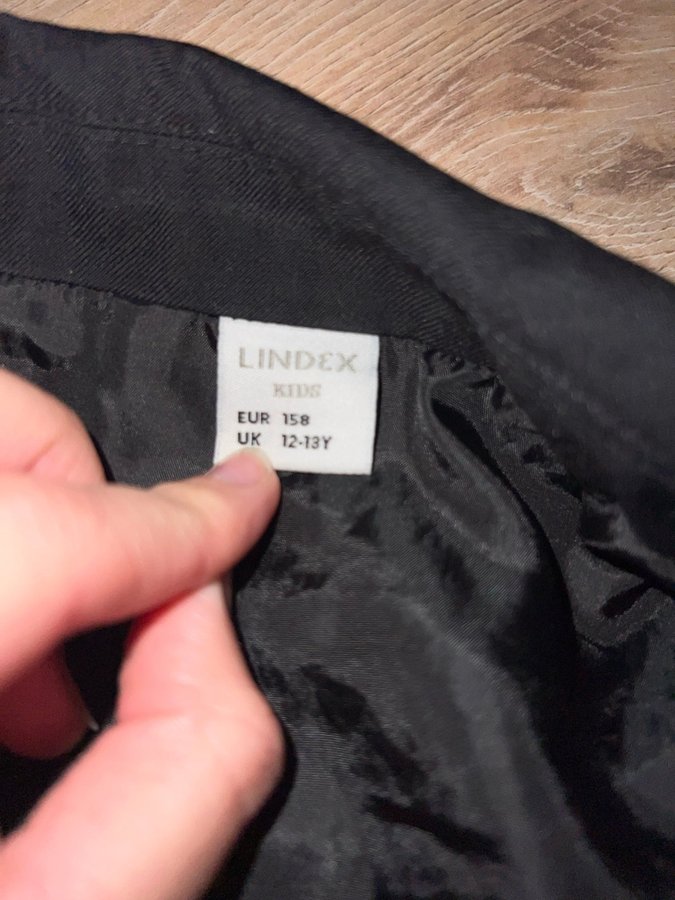 LINDEX
KIDS
EUR 158
UK 12-13Y